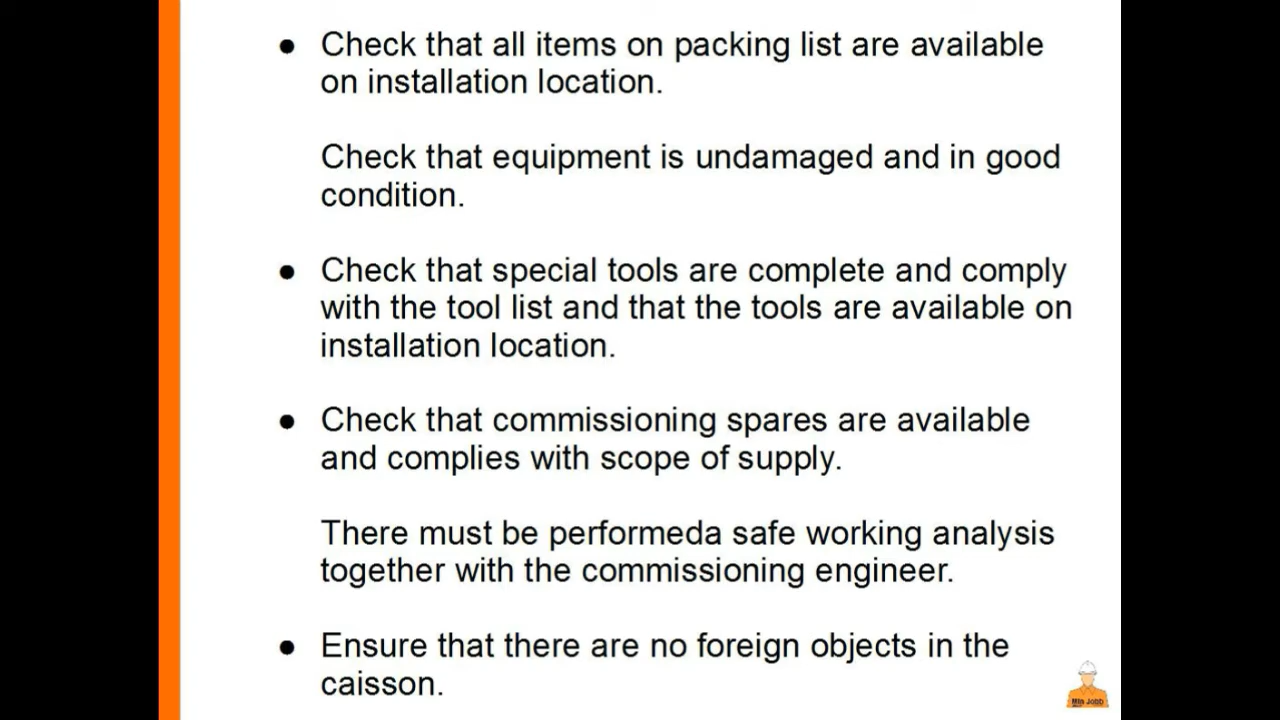 ● Check that all items on packing list are available
on installation location.
Check that equipment is undamaged and in good
condition.
● Check that special tools are complete and comply
with the tool list and that the tools are available on
installation location.
● Check that commissioning spares are available
and complies with scope of supply.
There must be performeda safe working analysis
together with the commissioning engineer.
● Ensure that there are no foreign objects in the
caisson.
Min Jobb